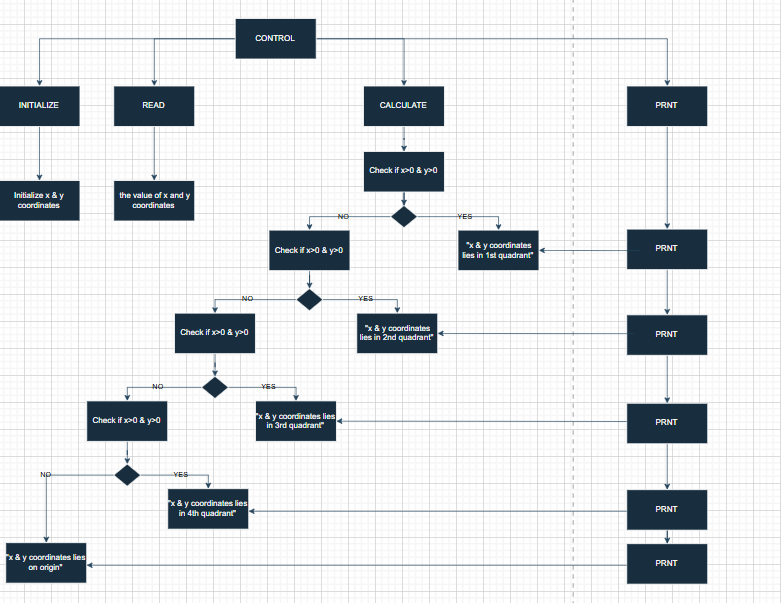 CONTROL
INITIALIZE
READ
CALCULATE
PRNT
Check if x>0 & y>0
Initialize x & y
coordinates
the value of x and y
coordinates
NO
YES
Check if x>0 & y>0
"x & y coordinates
lies in 1st quadrant"
PRNT
NO
YES
Check if x>0 & y>0
"x & y coordinates
lies in 2nd quadrant"
PRNT
NO
YES
Check if x>0 & y>0
"x & y coordinates lies
in 3rd quadrant"
PRNT
NO
YES
"x & y coordinates lies
in 4th quadrant"
PRNT
"x & y coordinates lies
on origin"
PRNT